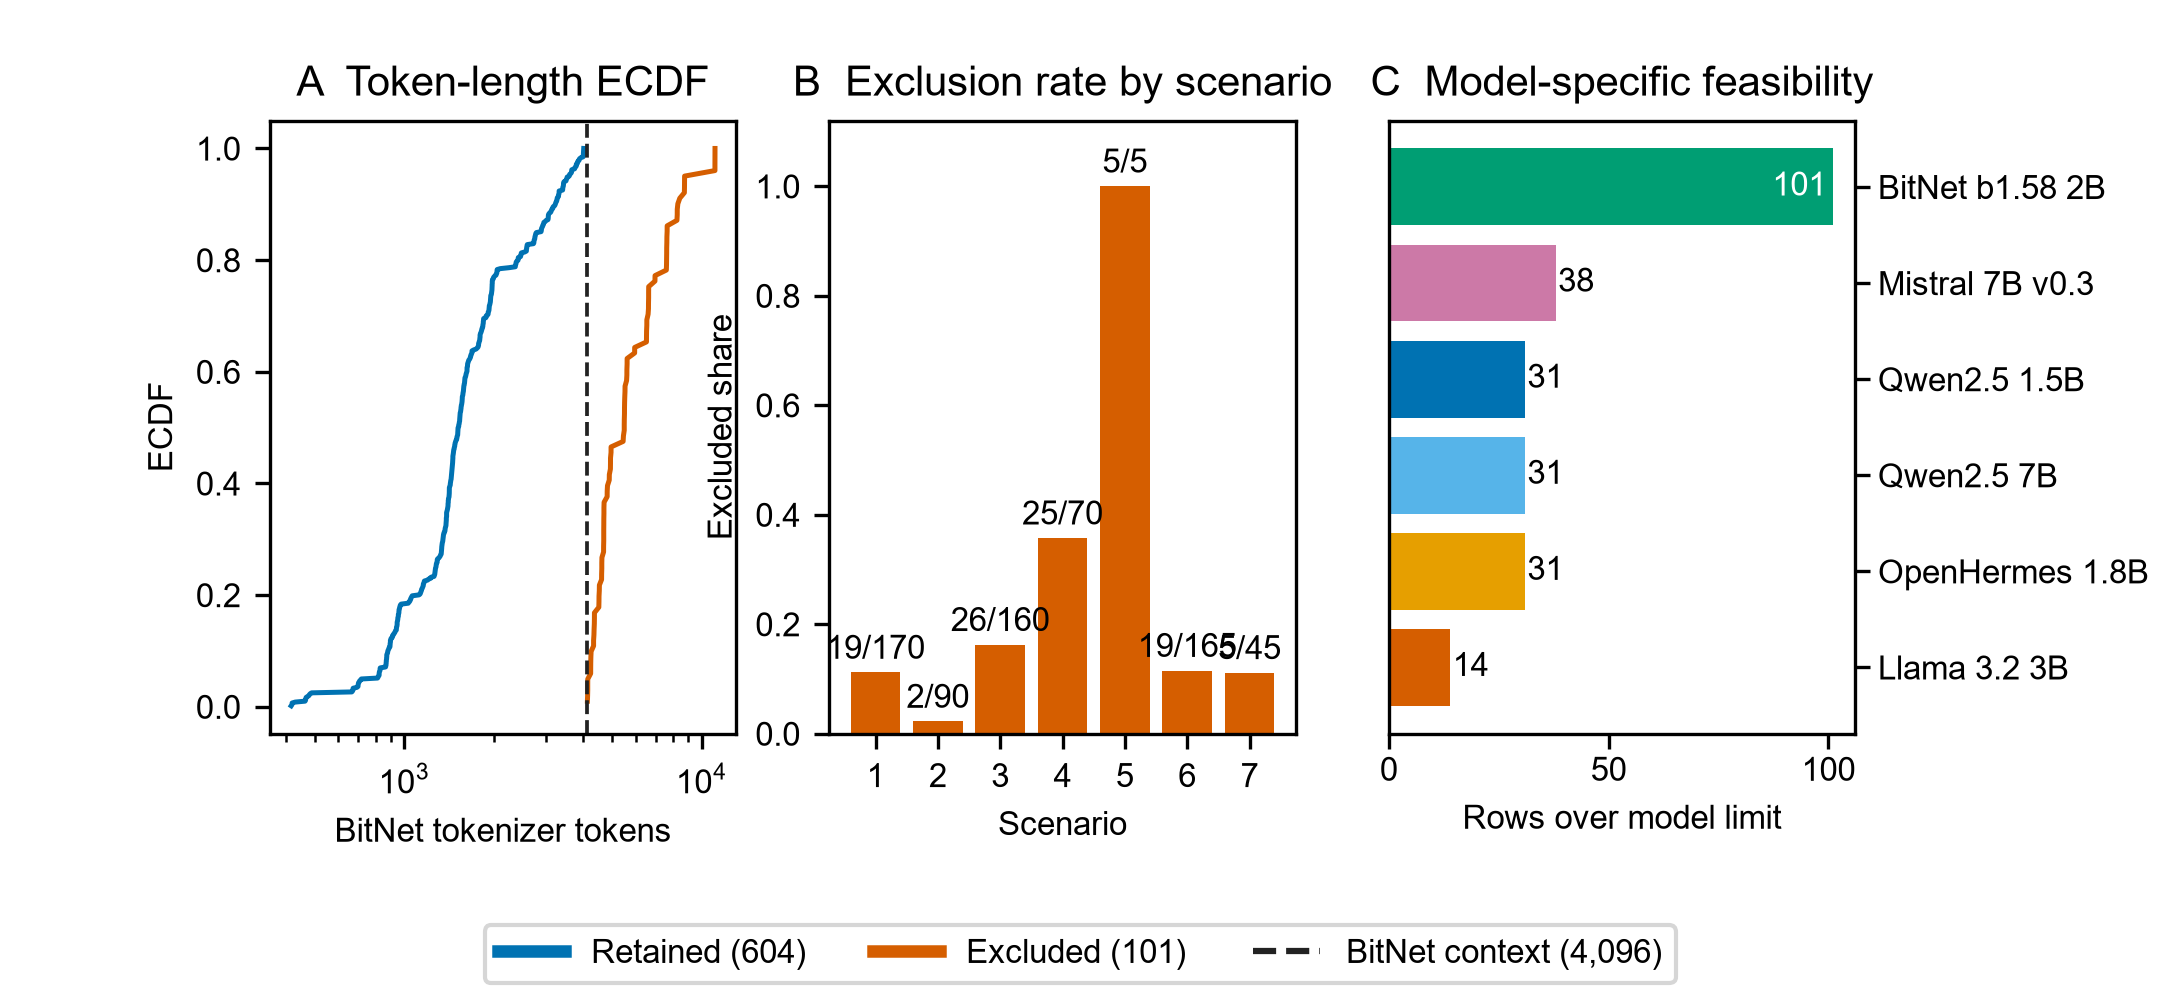 A Token-length ECDF
ECDF
1.0
0.8
0.6
0.4
0.2
0.0
10³
10⁴
BitNet tokenizer tokens
B Exclusion rate by scenario
Excluded share
1.0
0.8
0.6
0.4
0.2
0.0
19/170
2/90
26/160
25/70
5/5
19/165
5/45
1
2
3
4
5
6
7
Scenario
C Model-specific feasibility
101
BitNet b1.58 2B
38
Mistral 7B v0.3
31
Qwen2.5 1.5B
31
Qwen2.5 7B
31
OpenHermes 1.8B
14
Llama 3.2 3B
0
50
100
Rows over model limit
Retained (604)
Excluded (101)
BitNet context (4,096)